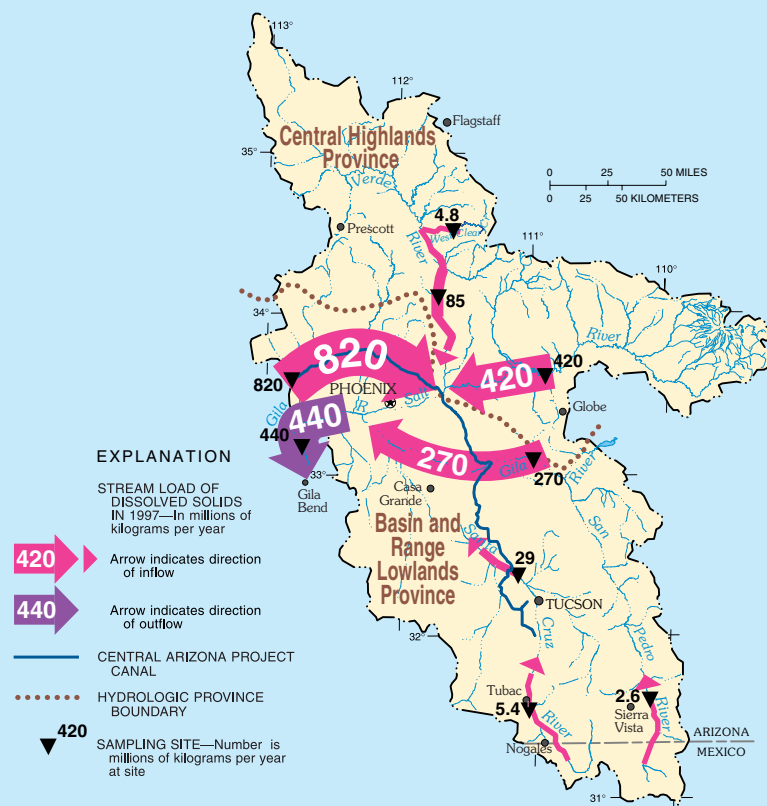 113°
112°
Flagstaff
Central Highlands
Province
35°
0 25 50 MILES
0 25 50 KILOMETERS
Verde
River
4.8
West Clear Cr
111°
Prescott
110°
85
34°
River
820
820
420
420
PHOENIX
Salt
R
Gila
440
440
Globe
EXPLANATION
270
Gila
270
River
33°
Gila
Bend
Casa
Grande
STREAM LOAD OF
DISSOLVED SOLIDS
IN 1997—In millions of
kilograms per year
San
Basin and
Range
Lowlands
Province
Santa
420
Arrow indicates direction
of inflow
29
440
Arrow indicates direction
of outflow
TUCSON
Cruz
32°
Pedro
CENTRAL ARIZONA PROJECT
CANAL
HYDROLOGIC PROVINCE
BOUNDARY
Tubac
5.4
River
2.6
Sierra
Vista
River
420
SAMPLING SITE—Number is
millions of kilograms per year
at site
Nogales
ARIZONA
MEXICO
31°